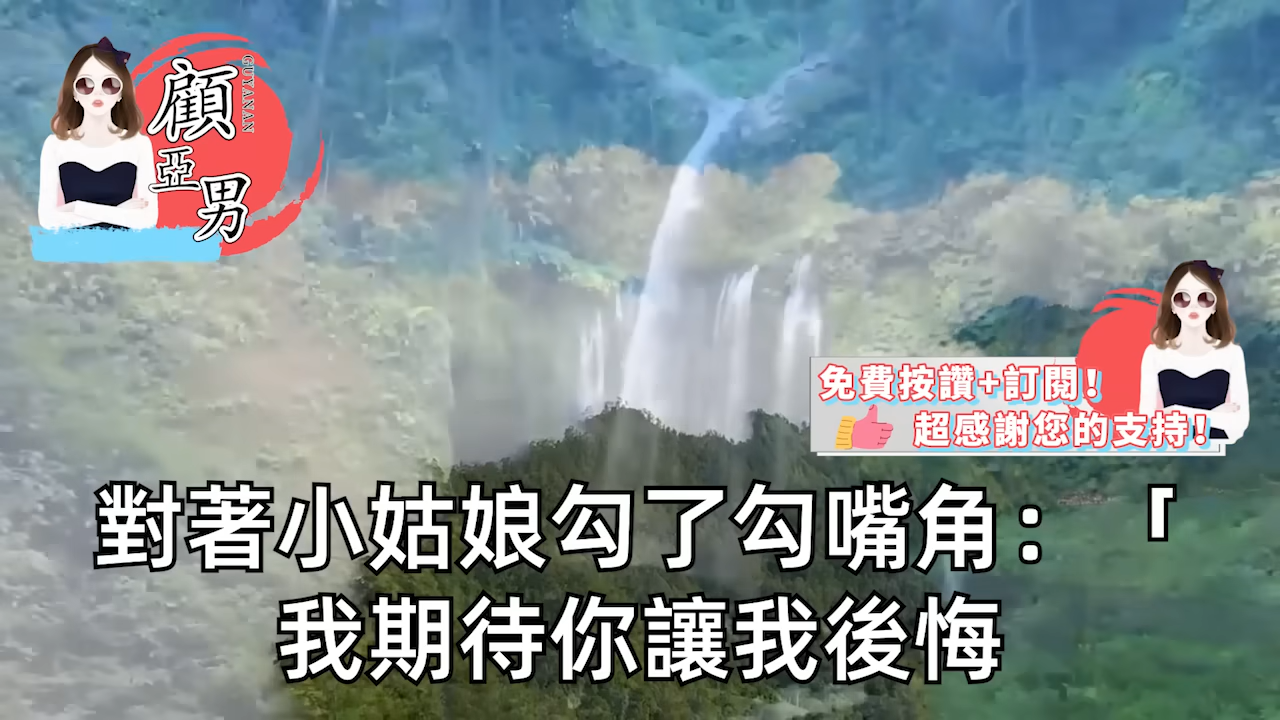 顧亞男
GUYANAN
免費按讚+訂閱!
超感謝您的支持!
對著小姑娘勾了勾嘴角:「
我期待你讓我後悔